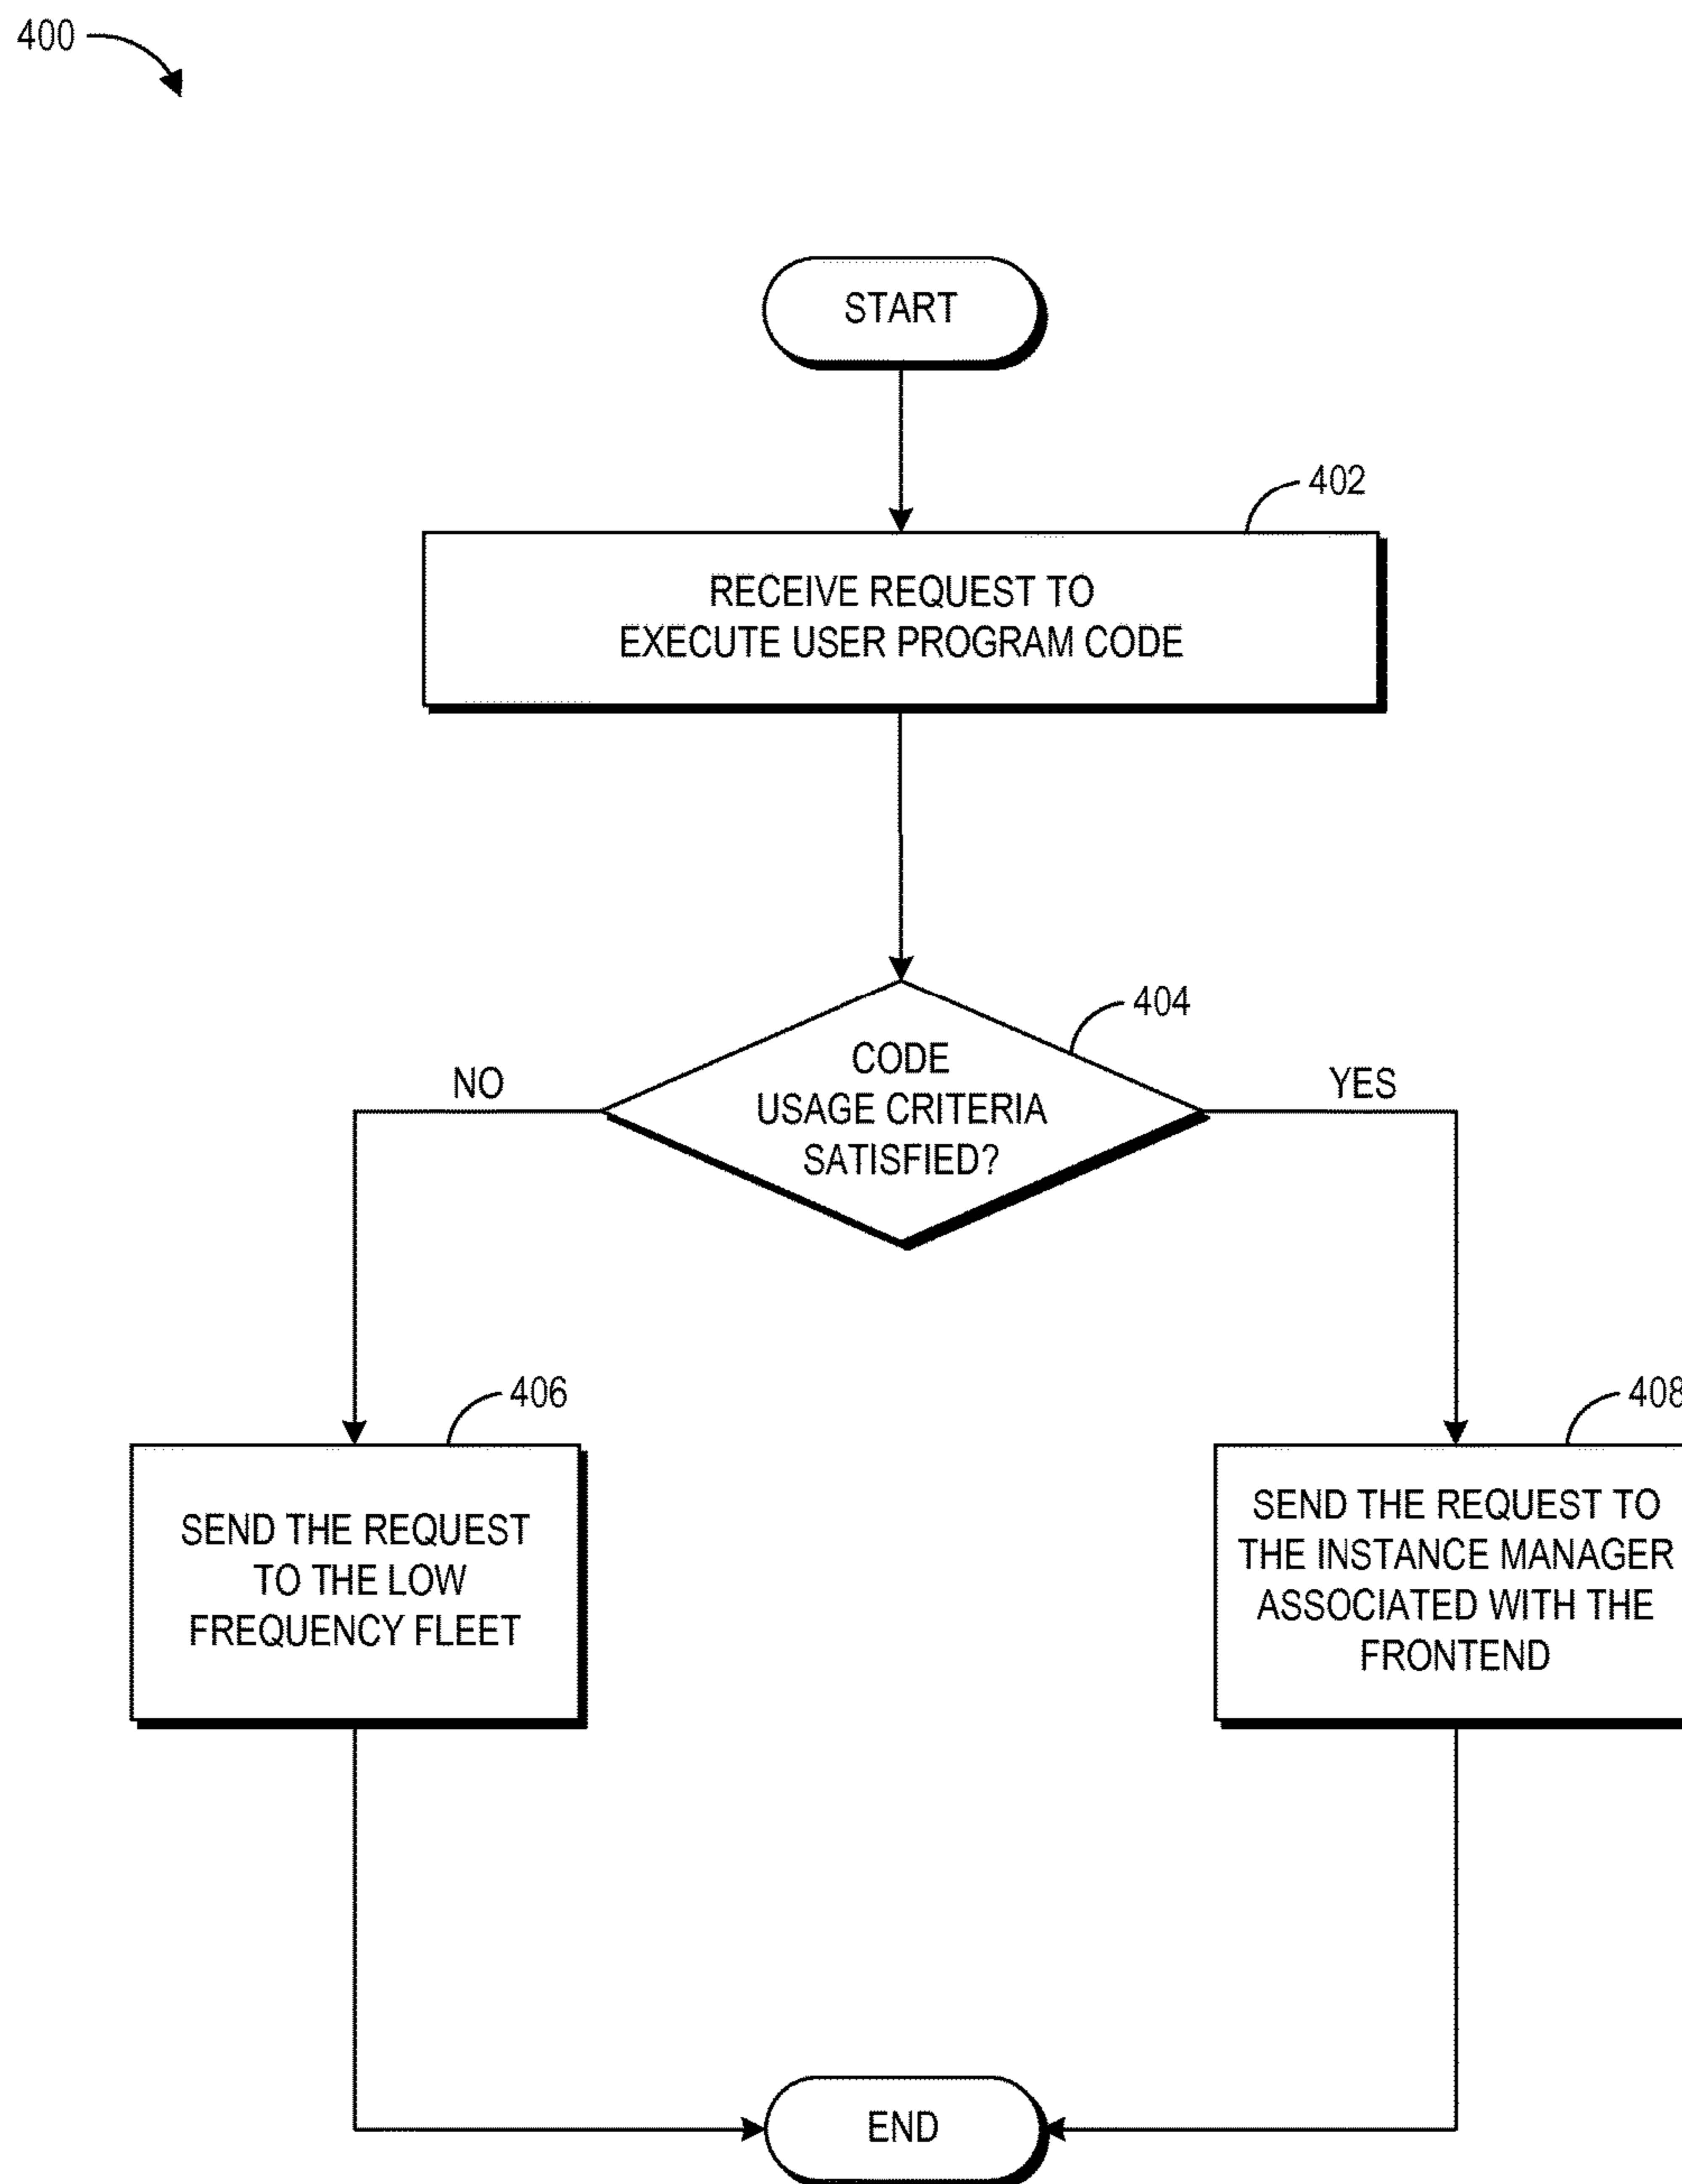 400
START
402
RECEIVE REQUEST TO
EXECUTE USER PROGRAM CODE
404
CODE
USAGE CRITERIA
SATISFIED?
NO
YES
406
SEND THE REQUEST
TO THE LOW
FREQUENCY FLEET
408
SEND THE REQUEST TO
THE INSTANCE MANAGER
ASSOCIATED WITH THE
FRONTEND
END